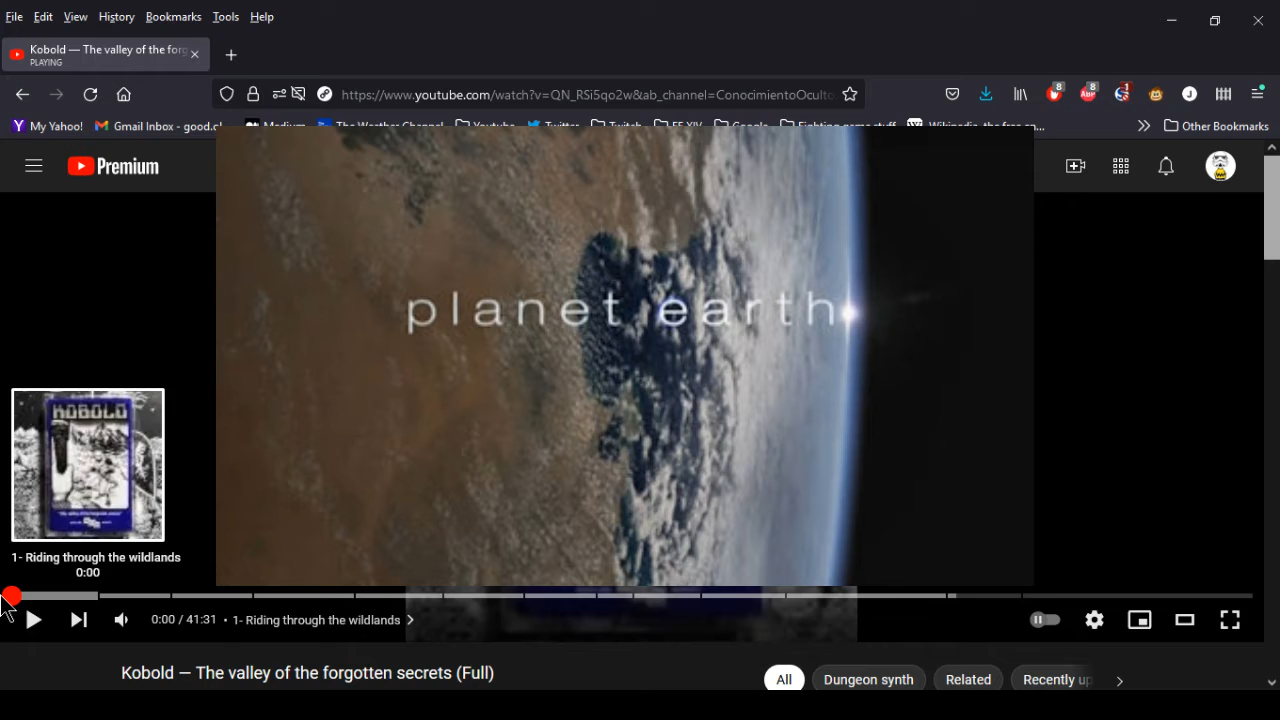 File Edit View History Bookmarks Tools Help
Kobold — The valley of the forg
PLAYING
https://www.youtube.com/watch?v=QN_RSi5qo2w&ab_channel=ConocimientoOculto
8 8
My Yahoo! Gmail Inbox - good.cl Medium The Weather Channel Youtube Twitter Twitch FF XIV Google Fighting game stuff Wikipedia, the free en... Other Bookmarks
Premium
planet earth
KOBOLD
1- Riding through the wildlands
0:00
0:00 / 41:31 • 1- Riding through the wildlands
Kobold — The valley of the forgotten secrets (Full)
All Dungeon synth Related Recently up